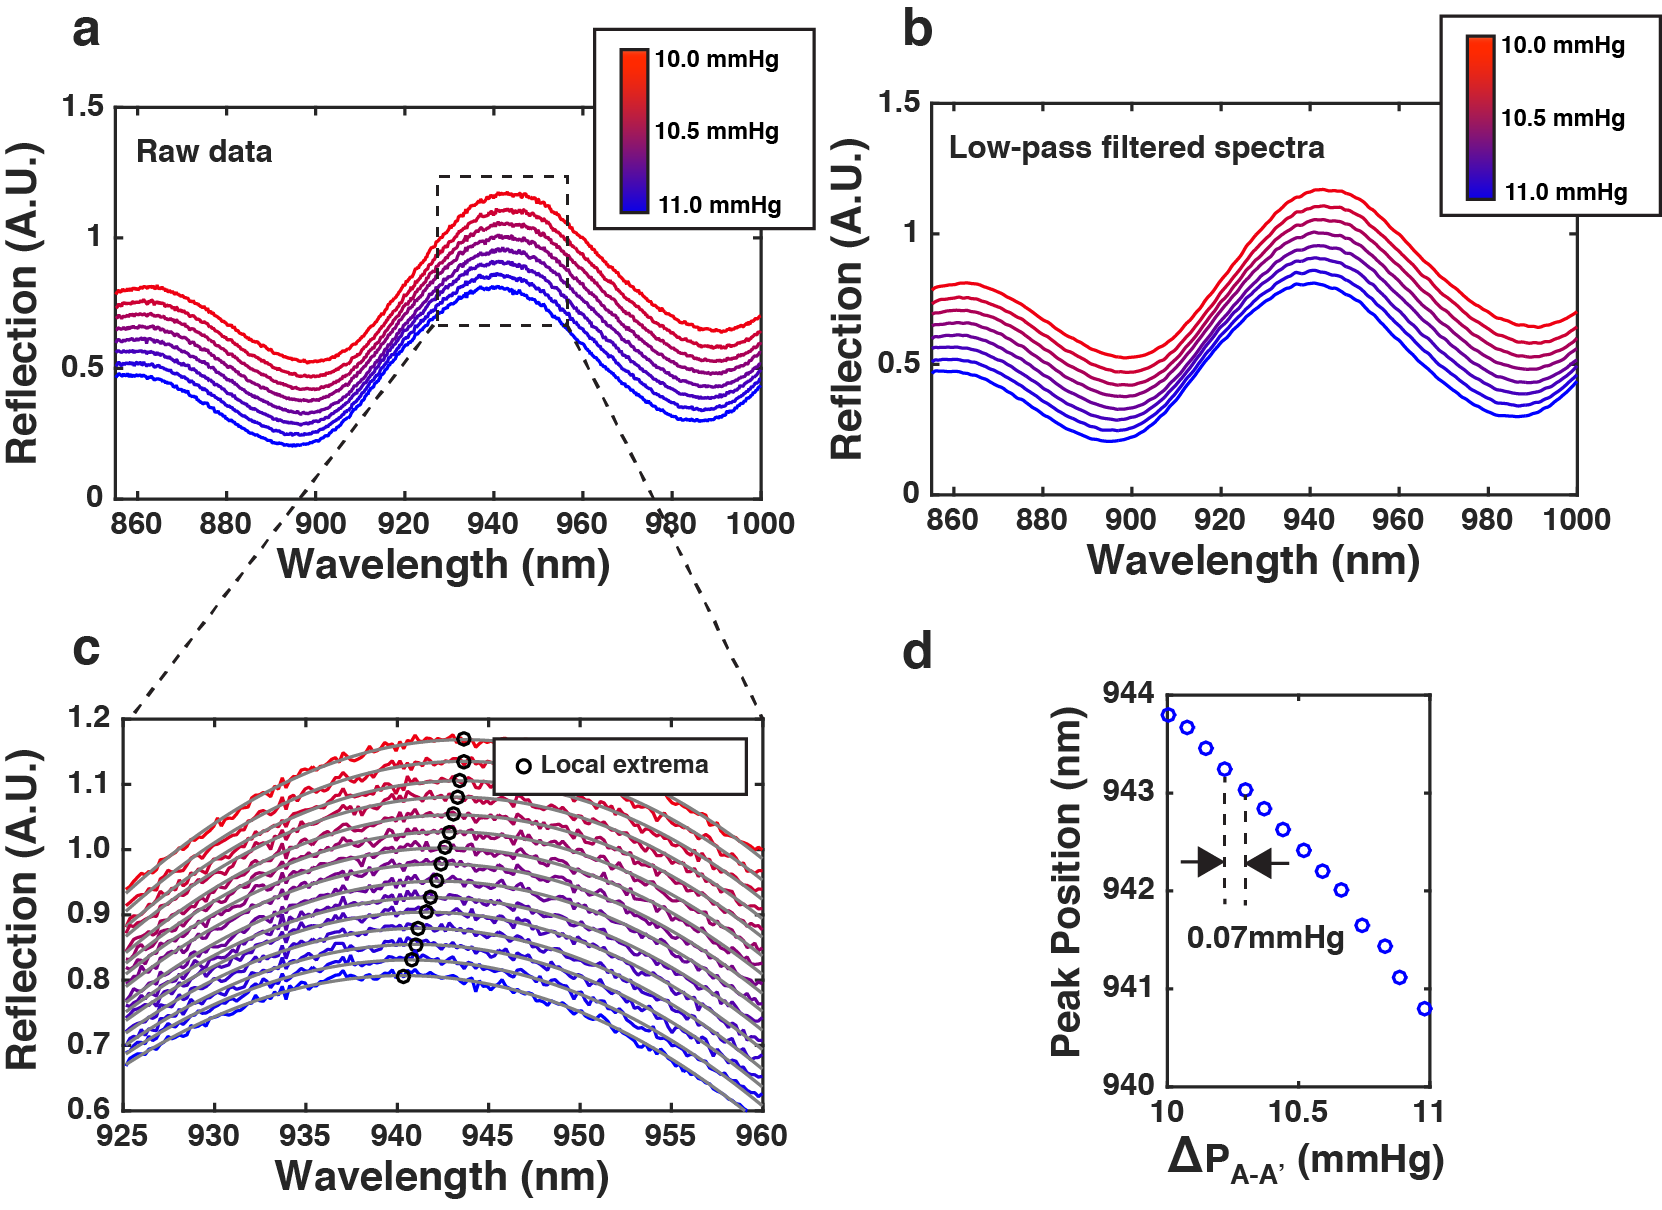 a
10.0 mmHg
10.5 mmHg
11.0 mmHg
Raw data
1.5
1
0.5
0
Reflection (A.U.)
860 880 900 920 940 960 980 1000
Wavelength (nm)
b
10.0 mmHg
10.5 mmHg
11.0 mmHg
Low-pass filtered spectra
1.5
1
0.5
0
Reflection (A.U.)
860 880 900 920 940 960 980 1000
Wavelength (nm)
c
Local extrema
1.2
1.1
1.0
0.9
0.8
0.7
0.6
Reflection (A.U.)
925 930 935 940 945 950 955 960
Wavelength (nm)
d
944
943
942
941
940
Peak Position (nm)
0.07mmHg
10 10.5 11
ΔP_A-A' (mmHg)